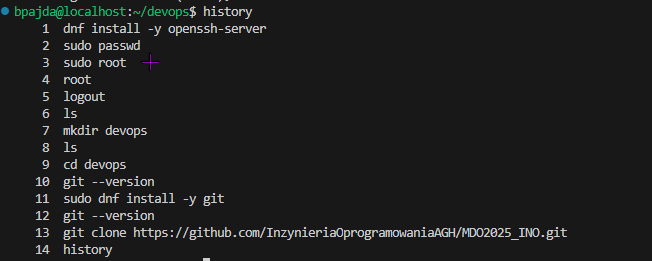 bpajda@localhost:~/devops$ history
1 dnf install -y openssh-server
2 sudo passwd
3 sudo root
4 root
5 logout
6 ls
7 mkdir devops
8 ls
9 cd devops
10 git --version
11 sudo dnf install -y git
12 git --version
13 git clone https://github.com/InzynieriaOprogramowaniaAGH/MDO2025_INO.git
14 history